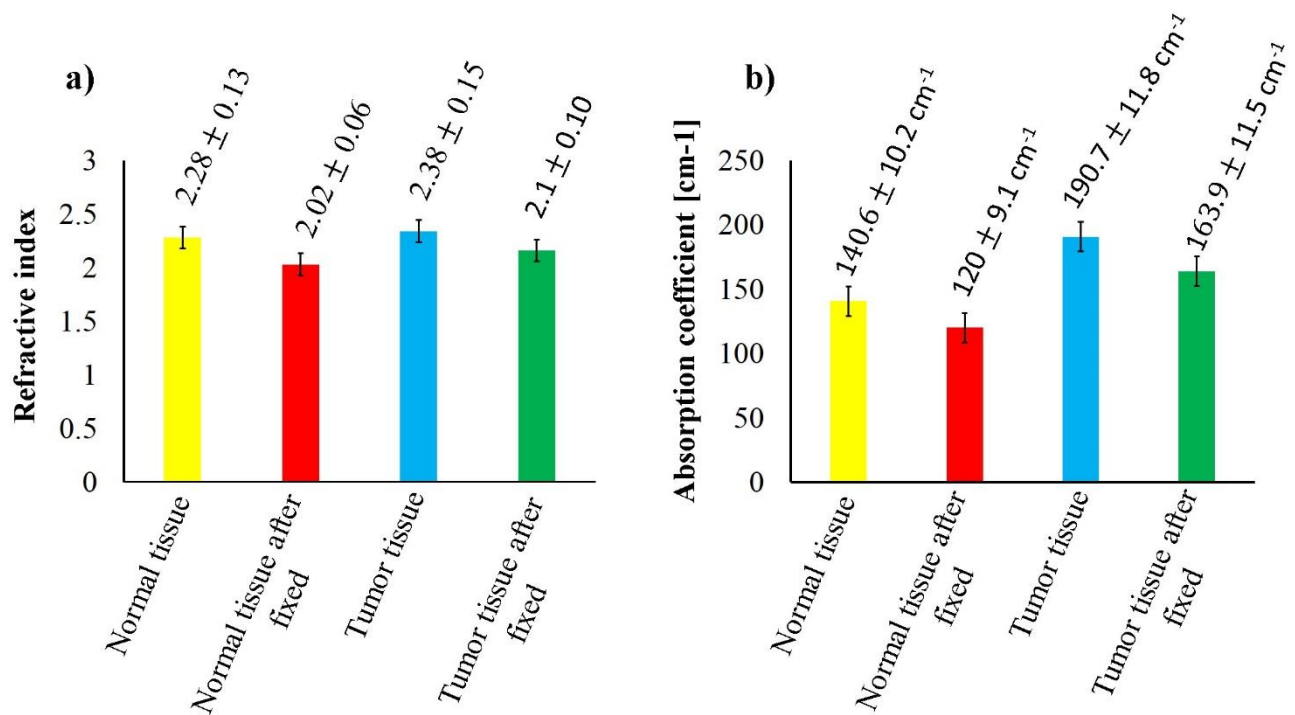 a)
2.28 ± 0.13
2.02 ± 0.06
2.38 ± 0.15
2.1 ± 0.10
Refractive index
3
2.5
2
1.5
1
0.5
0
Normal tissue
Normal tissue after
fixed
Tumor tissue
Tumor tissue after
fixed
b)
140.6 ± 10.2 cm⁻¹
120 ± 9.1 cm⁻¹
190.7 ± 11.8 cm⁻¹
163.9 ± 11.5 cm⁻¹
Absorption coefficient [cm-1]
250
200
150
100
50
0
Normal tissue
Normal tissue after
fixed
Tumor tissue
Tumor tissue after
fixed